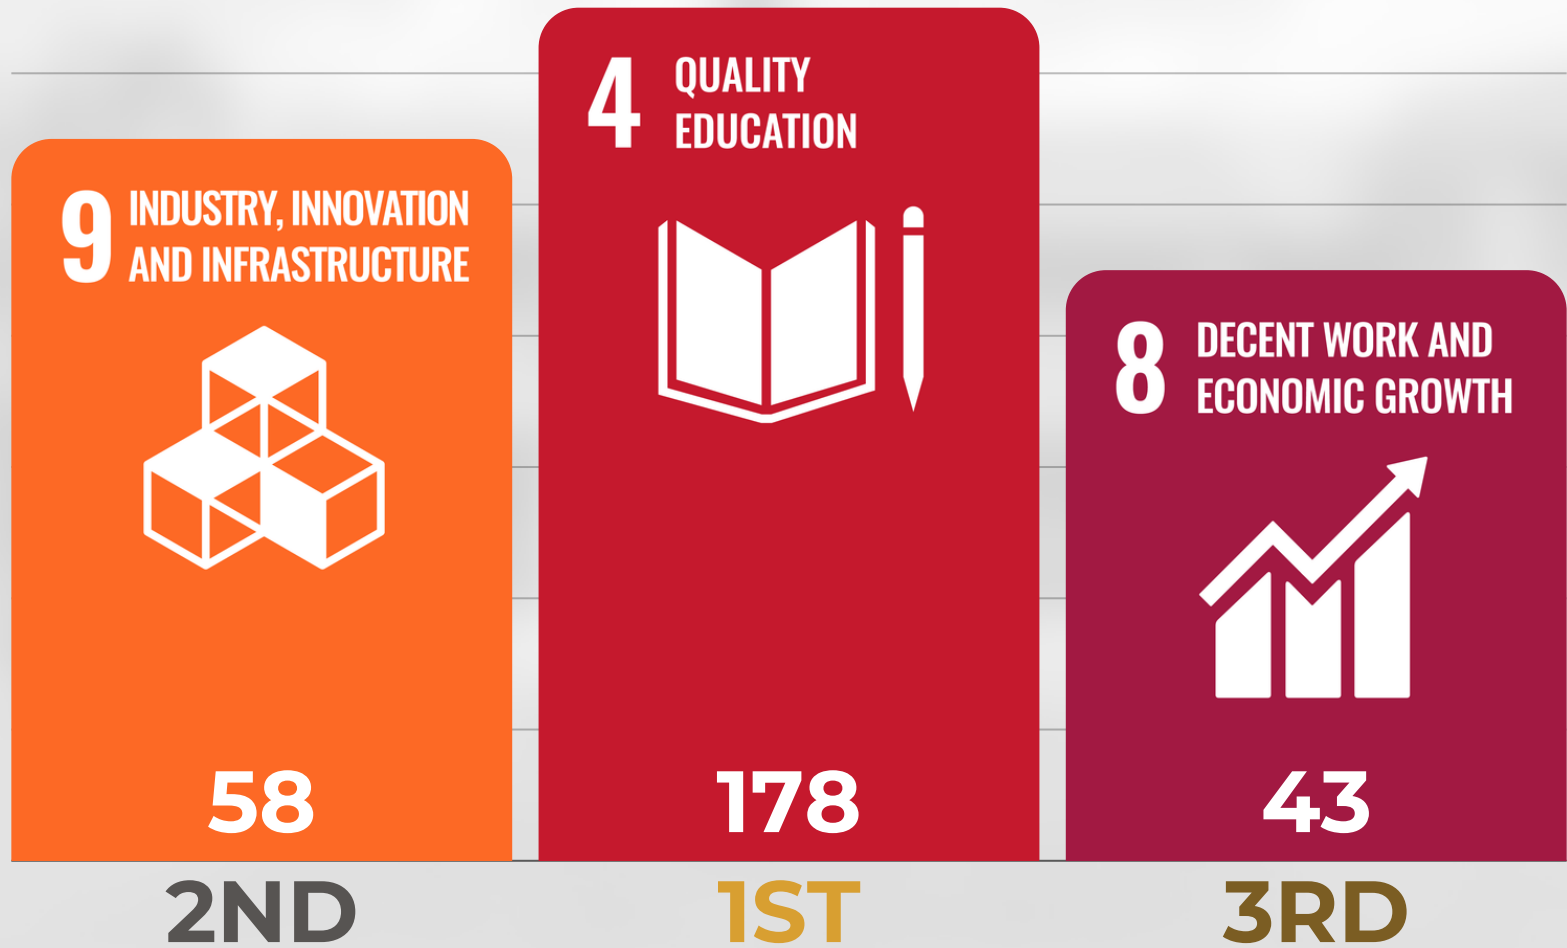 9
INDUSTRY, INNOVATION
AND INFRASTRUCTURE
58
2ND
4
QUALITY
EDUCATION
178
1ST
8
DECENT WORK AND
ECONOMIC GROWTH
43
3RD